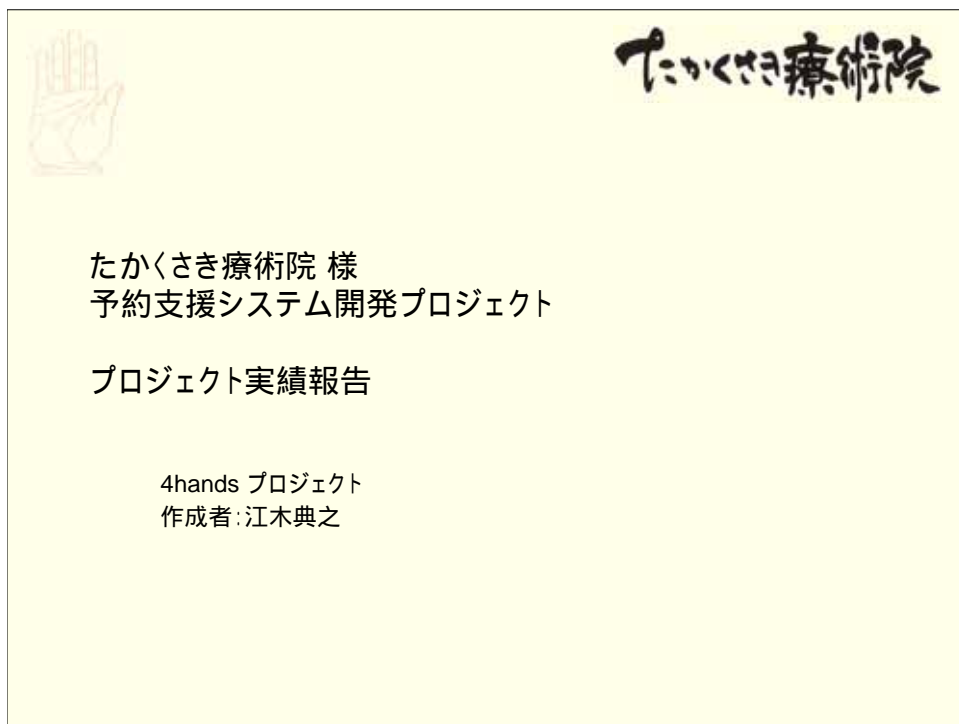 たかくさき療術院
たかくさき療術院 様
予約支援システム開発プロジェクト
プロジェクト実績報告
4hands プロジェクト
作成者：江木典之